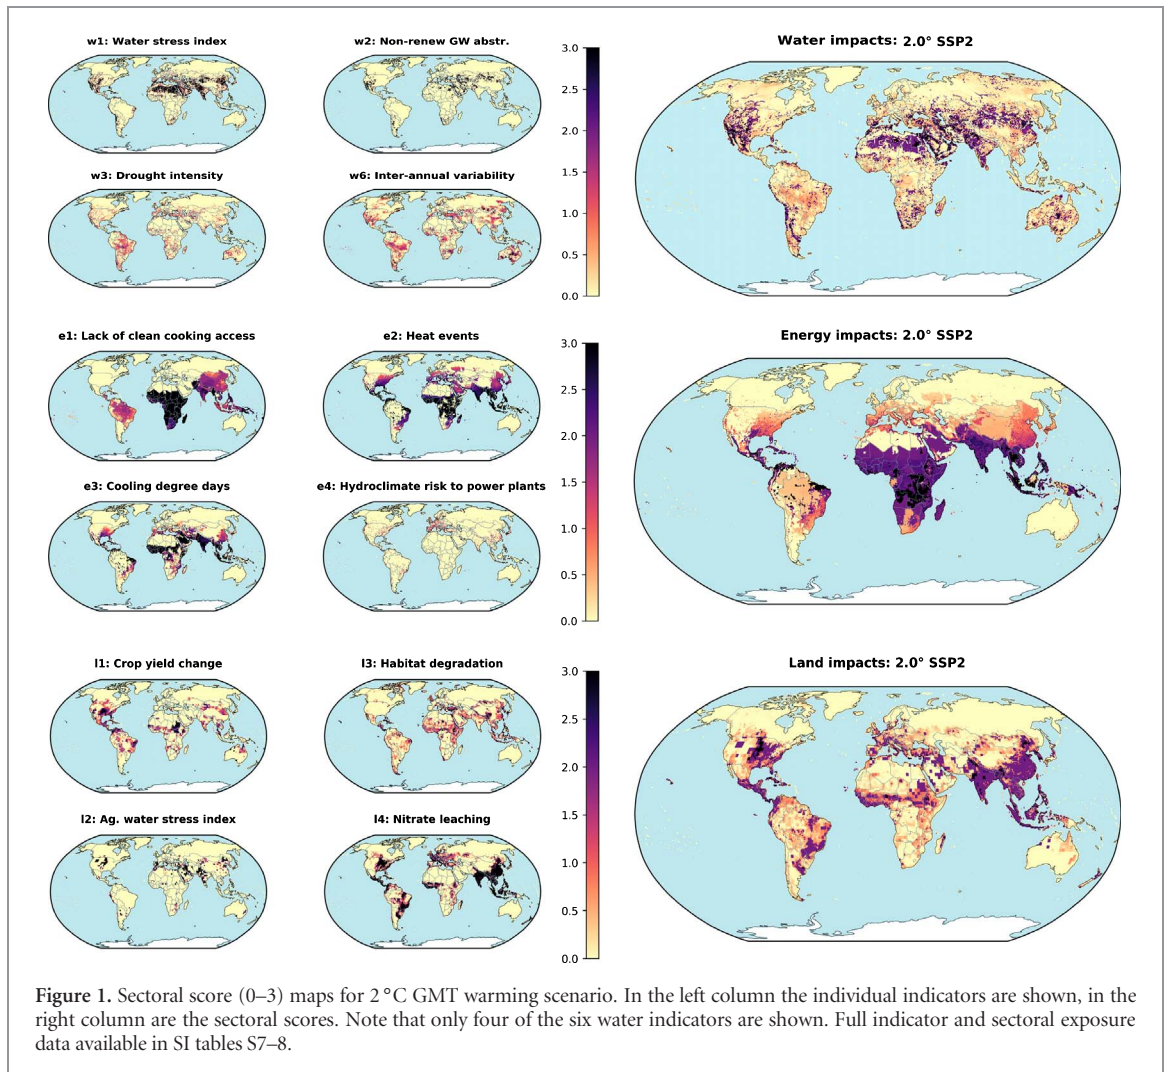 w1: Water stress index
w2: Non-renew GW abstr.
3.0
2.5
2.0
1.5
1.0
0.5
0.0
w3: Drought intensity
w6: Inter-annual variability
Water impacts: 2.0° SSP2
e1: Lack of clean cooking access
e2: Heat events
3.0
2.5
2.0
1.5
1.0
0.5
0.0
e3: Cooling degree days
e4: Hydroclimate risk to power plants
Energy impacts: 2.0° SSP2
l1: Crop yield change
l3: Habitat degradation
3.0
2.5
2.0
1.5
1.0
0.5
0.0
l2: Ag. water stress index
l4: Nitrate leaching
Land impacts: 2.0° SSP2
Figure 1. Sectoral score (0–3) maps for 2 °C GMT warming scenario. In the left column the individual indicators are shown, in the
right column are the sectoral scores. Note that only four of the six water indicators are shown. Full indicator and sectoral exposure
data available in SI tables S7–8.